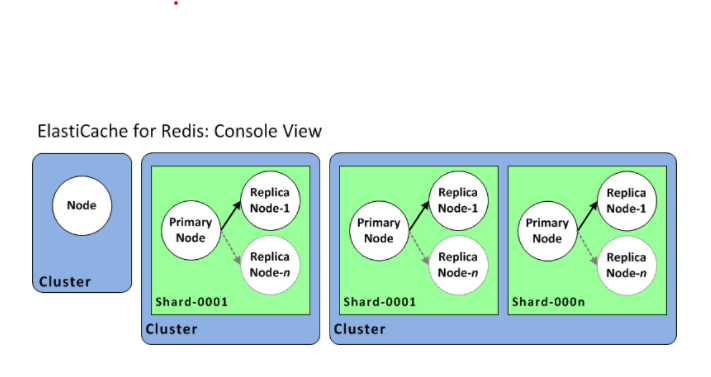 ElastiCache for Redis: Console View
Node
Cluster
Primary
Node
Replica
Node-1
Replica
Node-n
Shard-0001
Cluster
Primary
Node
Replica
Node-1
Replica
Node-n
Shard-0001
Primary
Node
Replica
Node-1
Replica
Node-n
Shard-000n
Cluster